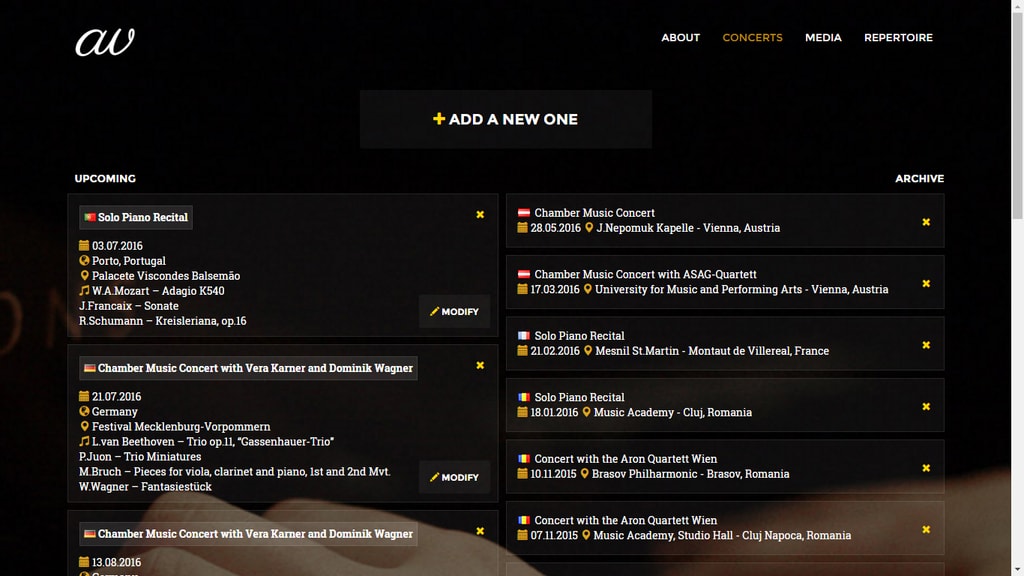 av
ABOUT CONCERTS MEDIA REPERTOIRE
ADD A NEW ONE
UPCOMING
Solo Piano Recital
03.07.2016
Porto, Portugal
Palacete Viscondes Balsemão
W.A.Mozart – Adagio K540
J.Francaix – Sonate
R.Schumann – Kreisleriana, op.16
MODIFY
Chamber Music Concert with Vera Karner and Dominik Wagner
21.07.2016
Germany
Festival Mecklenburg-Vorpommern
L.van Beethoven – Trio op.11, “Gassenhauer-Trio”
P.Juon – Trio Miniatures
M.Bruch – Pieces for viola, clarinet and piano, 1st and 2nd Mvt.
W.Wagner – Fantasiestück
MODIFY
Chamber Music Concert with Vera Karner and Dominik Wagner
13.08.2016
Germany
ARCHIVE
Chamber Music Concert
28.05.2016 J.Nepomuk Kapelle - Vienna, Austria
Chamber Music Concert with ASAG-Quartett
17.03.2016 University for Music and Performing Arts - Vienna, Austria
Solo Piano Recital
21.02.2016 Mesnil St.Martin - Montaut de Villereal, France
Solo Piano Recital
18.01.2016 Music Academy - Cluj, Romania
Concert with the Aron Quartett Wien
10.11.2015 Brasov Philharmonic - Brasov, Romania
Concert with the Aron Quartett Wien
07.11.2015 Music Academy, Studio Hall - Cluj Napoca, Romania